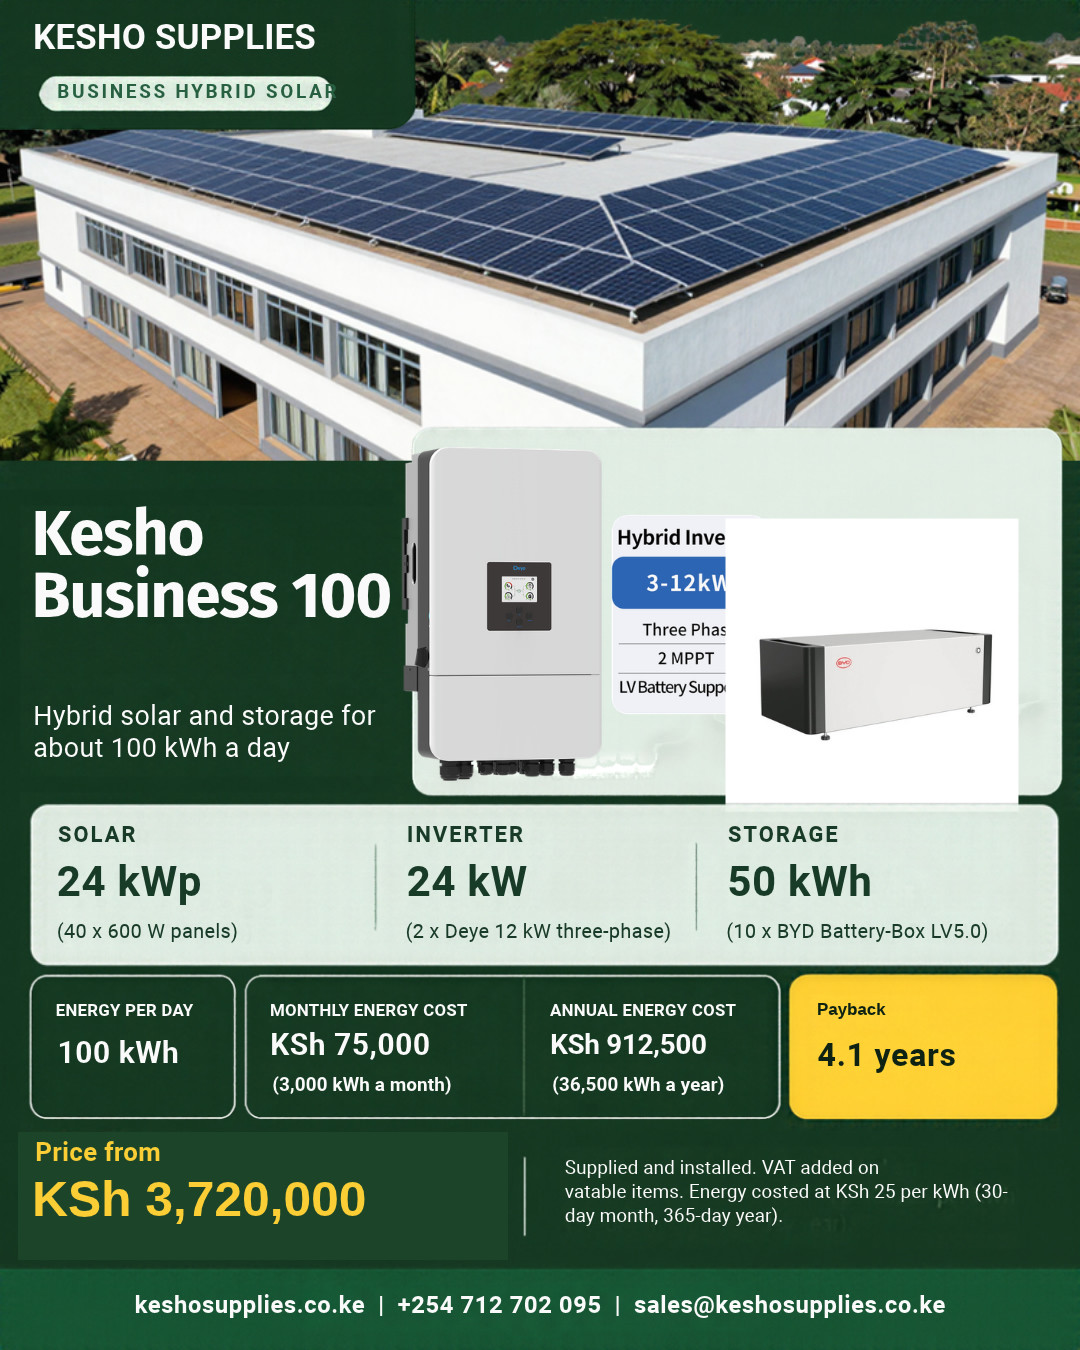 KESHO SUPPLIES
BUSINESS HYBRID SOLAR
Kesho
Business 100
Hybrid solar and storage for
about 100 kWh a day
Deye
Hybrid Inve
3-12kW
Three Phas
2 MPPT
LV Battery Suppo
BYD
SOLAR
24 kWp
(40 x 600 W panels)
INVERTER
24 kW
(2 x Deye 12 kW three-phase)
STORAGE
50 kWh
(10 x BYD Battery-Box LV5.0)
ENERGY PER DAY
100 kWh
MONTHLY ENERGY COST
KSh 75,000
(3,000 kWh a month)
ANNUAL ENERGY COST
KSh 912,500
(36,500 kWh a year)
Payback
4.1 years
Price from
KSh 3,720,000
Supplied and installed. VAT added on
vatable items. Energy costed at KSh 25 per kWh (30-
day month, 365-day year).
keshosupplies.co.ke | +254 712 702 095 | sales@keshosupplies.co.ke